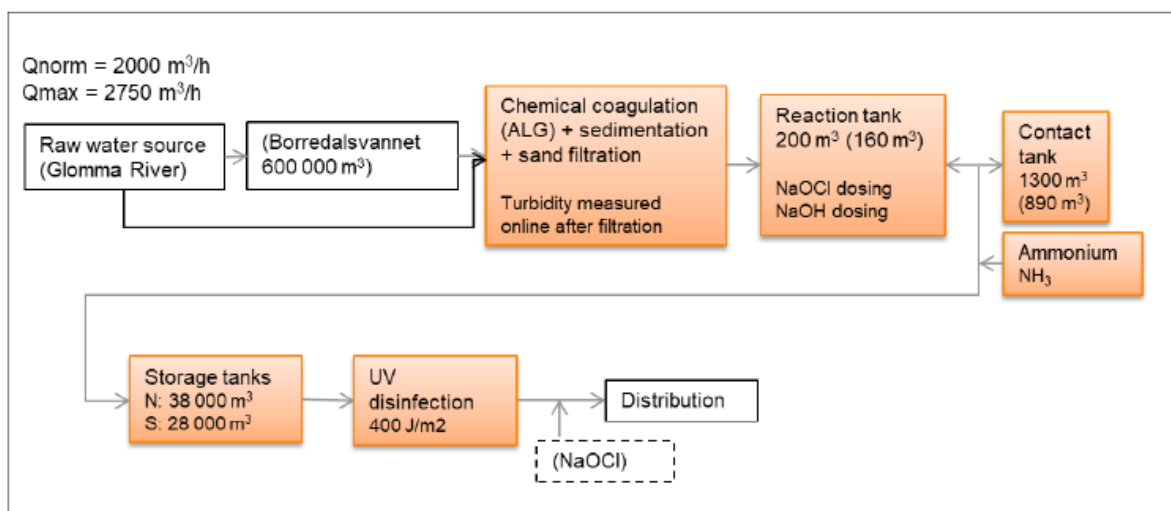 Qnorm = 2000 m³/h
Qmax = 2750 m³/h
Raw water source
(Glomma River)
(Borredalsvannet
600 000 m³)
Chemical coagulation
(ALG) + sedimentation
+ sand filtration
Turbidity measured
online after filtration
Reaction tank
200 m³ (160 m³)
NaOCl dosing
NaOH dosing
Contact
tank
1300 m³
(890 m³)
Ammonium
NH₃
Storage tanks
N: 38 000 m³
S: 28 000 m³
UV
disinfection
400 J/m2
Distribution
(NaOCl)